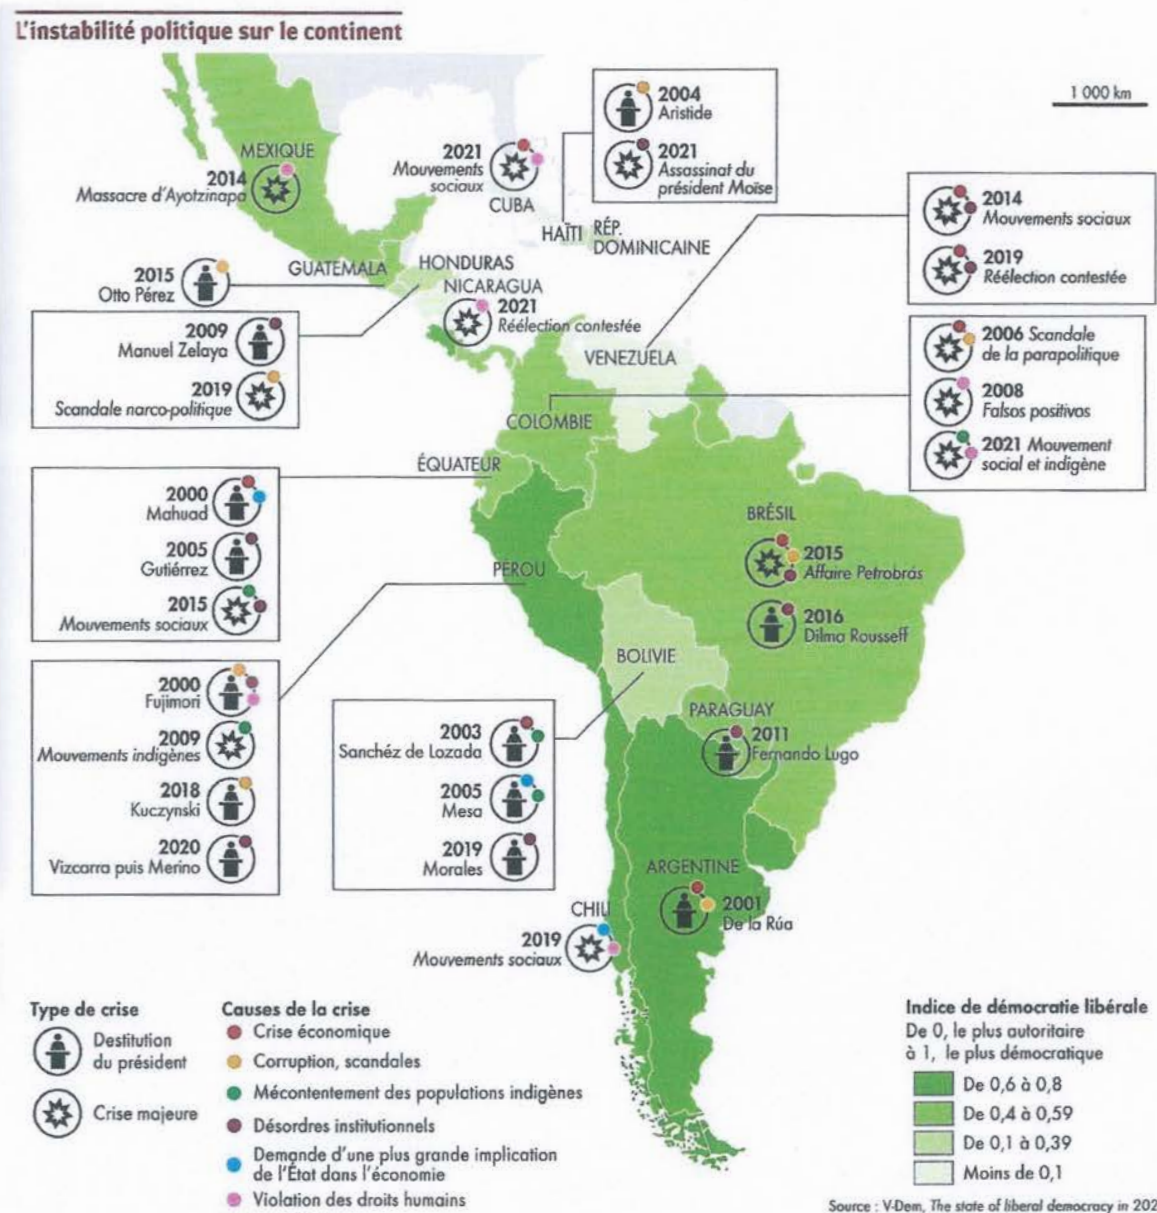 L'instabilité politique sur le continent
1 000 km
2004
Aristide
2021
Assassinat du
président Moïse
MEXIQUE
2014
Massacre d'Ayotzinapa
2021
Mouvements
sociaux
CUBA
HAÏTI
RÉP.
DOMINICAINE
2014
Mouvements sociaux
2019
Réélection contestée
GUATEMALA
HONDURAS
NICARAGUA
2021
Réélection contestée
2015
Otto Pérez
2009
Manuel Zelaya
2019
Scandale narco-politique
VENEZUELA
2006 Scandale
de la parapolitique
2008
Falsos positivos
2021 Mouvement
social et indigène
COLOMBIE
ÉQUATEUR
2000
Mahuad
2005
Gutiérrez
2015
Mouvements sociaux
PÉROU
BRÉSIL
2015
Affaire Petrobrás
2016
Dilma Rousseff
2000
Fujimori
2009
Mouvements indigènes
2018
Kuczynski
2020
Vizcarra puis Merino
BOLIVIE
2003
Sanchéz de Lozada
2005
Mesa
2019
Morales
PARAGUAY
2011
Fernando Lugo
ARGENTINE
2001
De la Rúa
CHILI
2019
Mouvements sociaux
Type de crise
Destitution
du président
Crise majeure
Causes de la crise
Crise économique
Corruption, scandales
Mécontentement des populations indigènes
Désordres institutionnels
Demande d'une plus grande implication
de l'État dans l'économie
Violation des droits humains
Indice de démocratie libérale
De 0, le plus autoritaire
à 1, le plus démocratique
De 0,6 à 0,8
De 0,4 à 0,59
De 0,1 à 0,39
Moins de 0,1
Source : V-Dem, The state of liberal democracy in 202